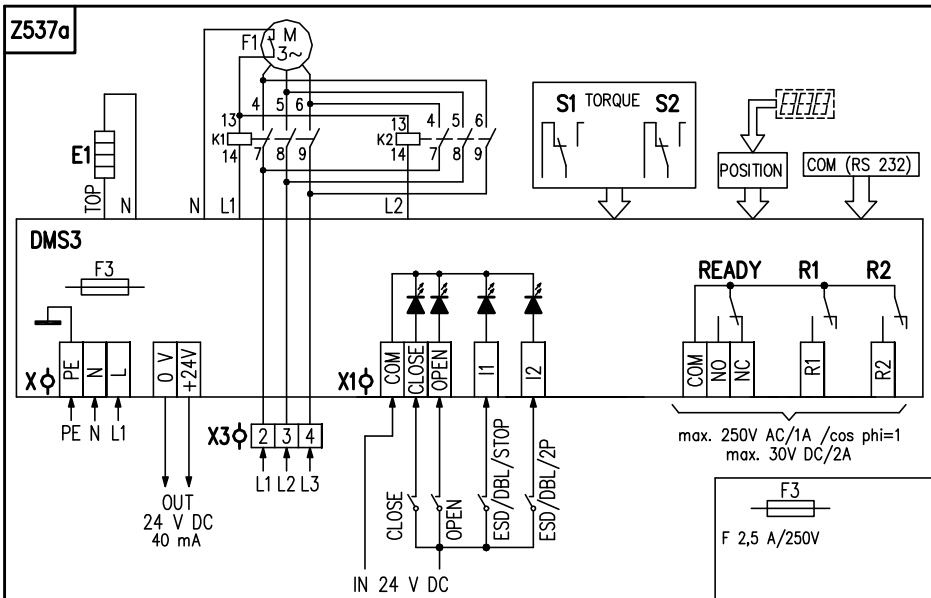 Z537a
F1
M
3~
4 5 6
4 5 6
13
13
K1
K2
14
14
7 8 9
7 8 9
E1
TOP
N
N
L1
L2
S1 TORQUE S2
POSITION
COM (RS 232)
DMS3
F3
READY R1 R2
X
PE
N
L
0 V
+24V
X1
COM
CLOSE
OPEN
I1
I2
COM
NO
NC
R1
R2
PE N L1
X3
2 3 4
L1 L2 L3
OUT
24 V DC
40 mA
CLOSE
OPEN
ESD/DBL/STOP
ESD/DBL/2P
IN 24 V DC
max. 250V AC/1A /cos phi=1
max. 30V DC/2A
F3
F 2,5 A/250V